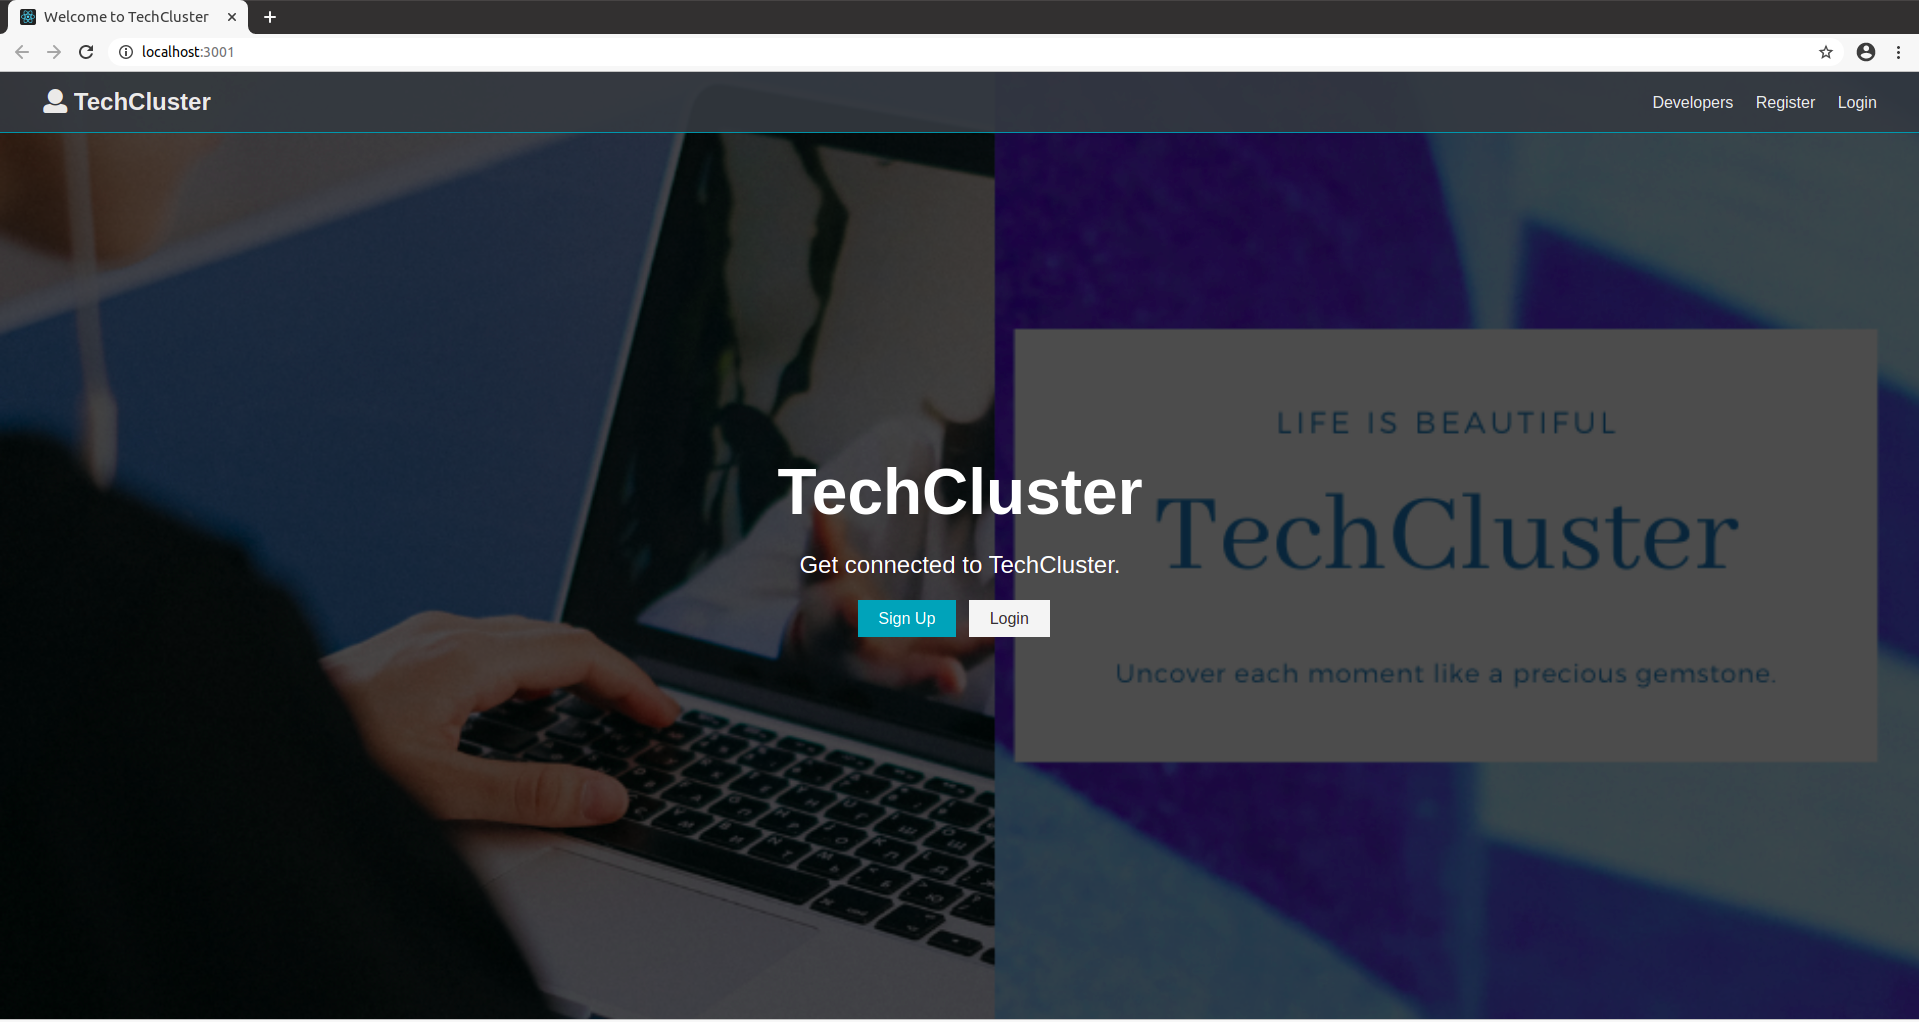 Welcome to TechCluster
localhost:3001
TechCluster
Developers Register Login
LIFE IS BEAUTIFUL
TechCluster
TechCluster
Get connected to TechCluster.
Sign Up Login
Uncover each moment like a precious gemstone.